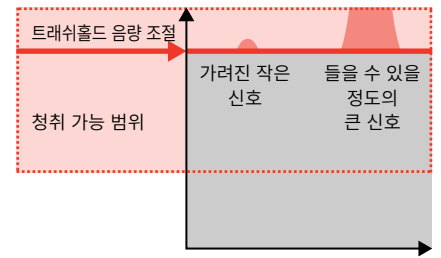 트래쉬홀드 음량 조절
가려진 작은
신호
들을 수 있을
정도의
큰 신호
청취 가능 범위